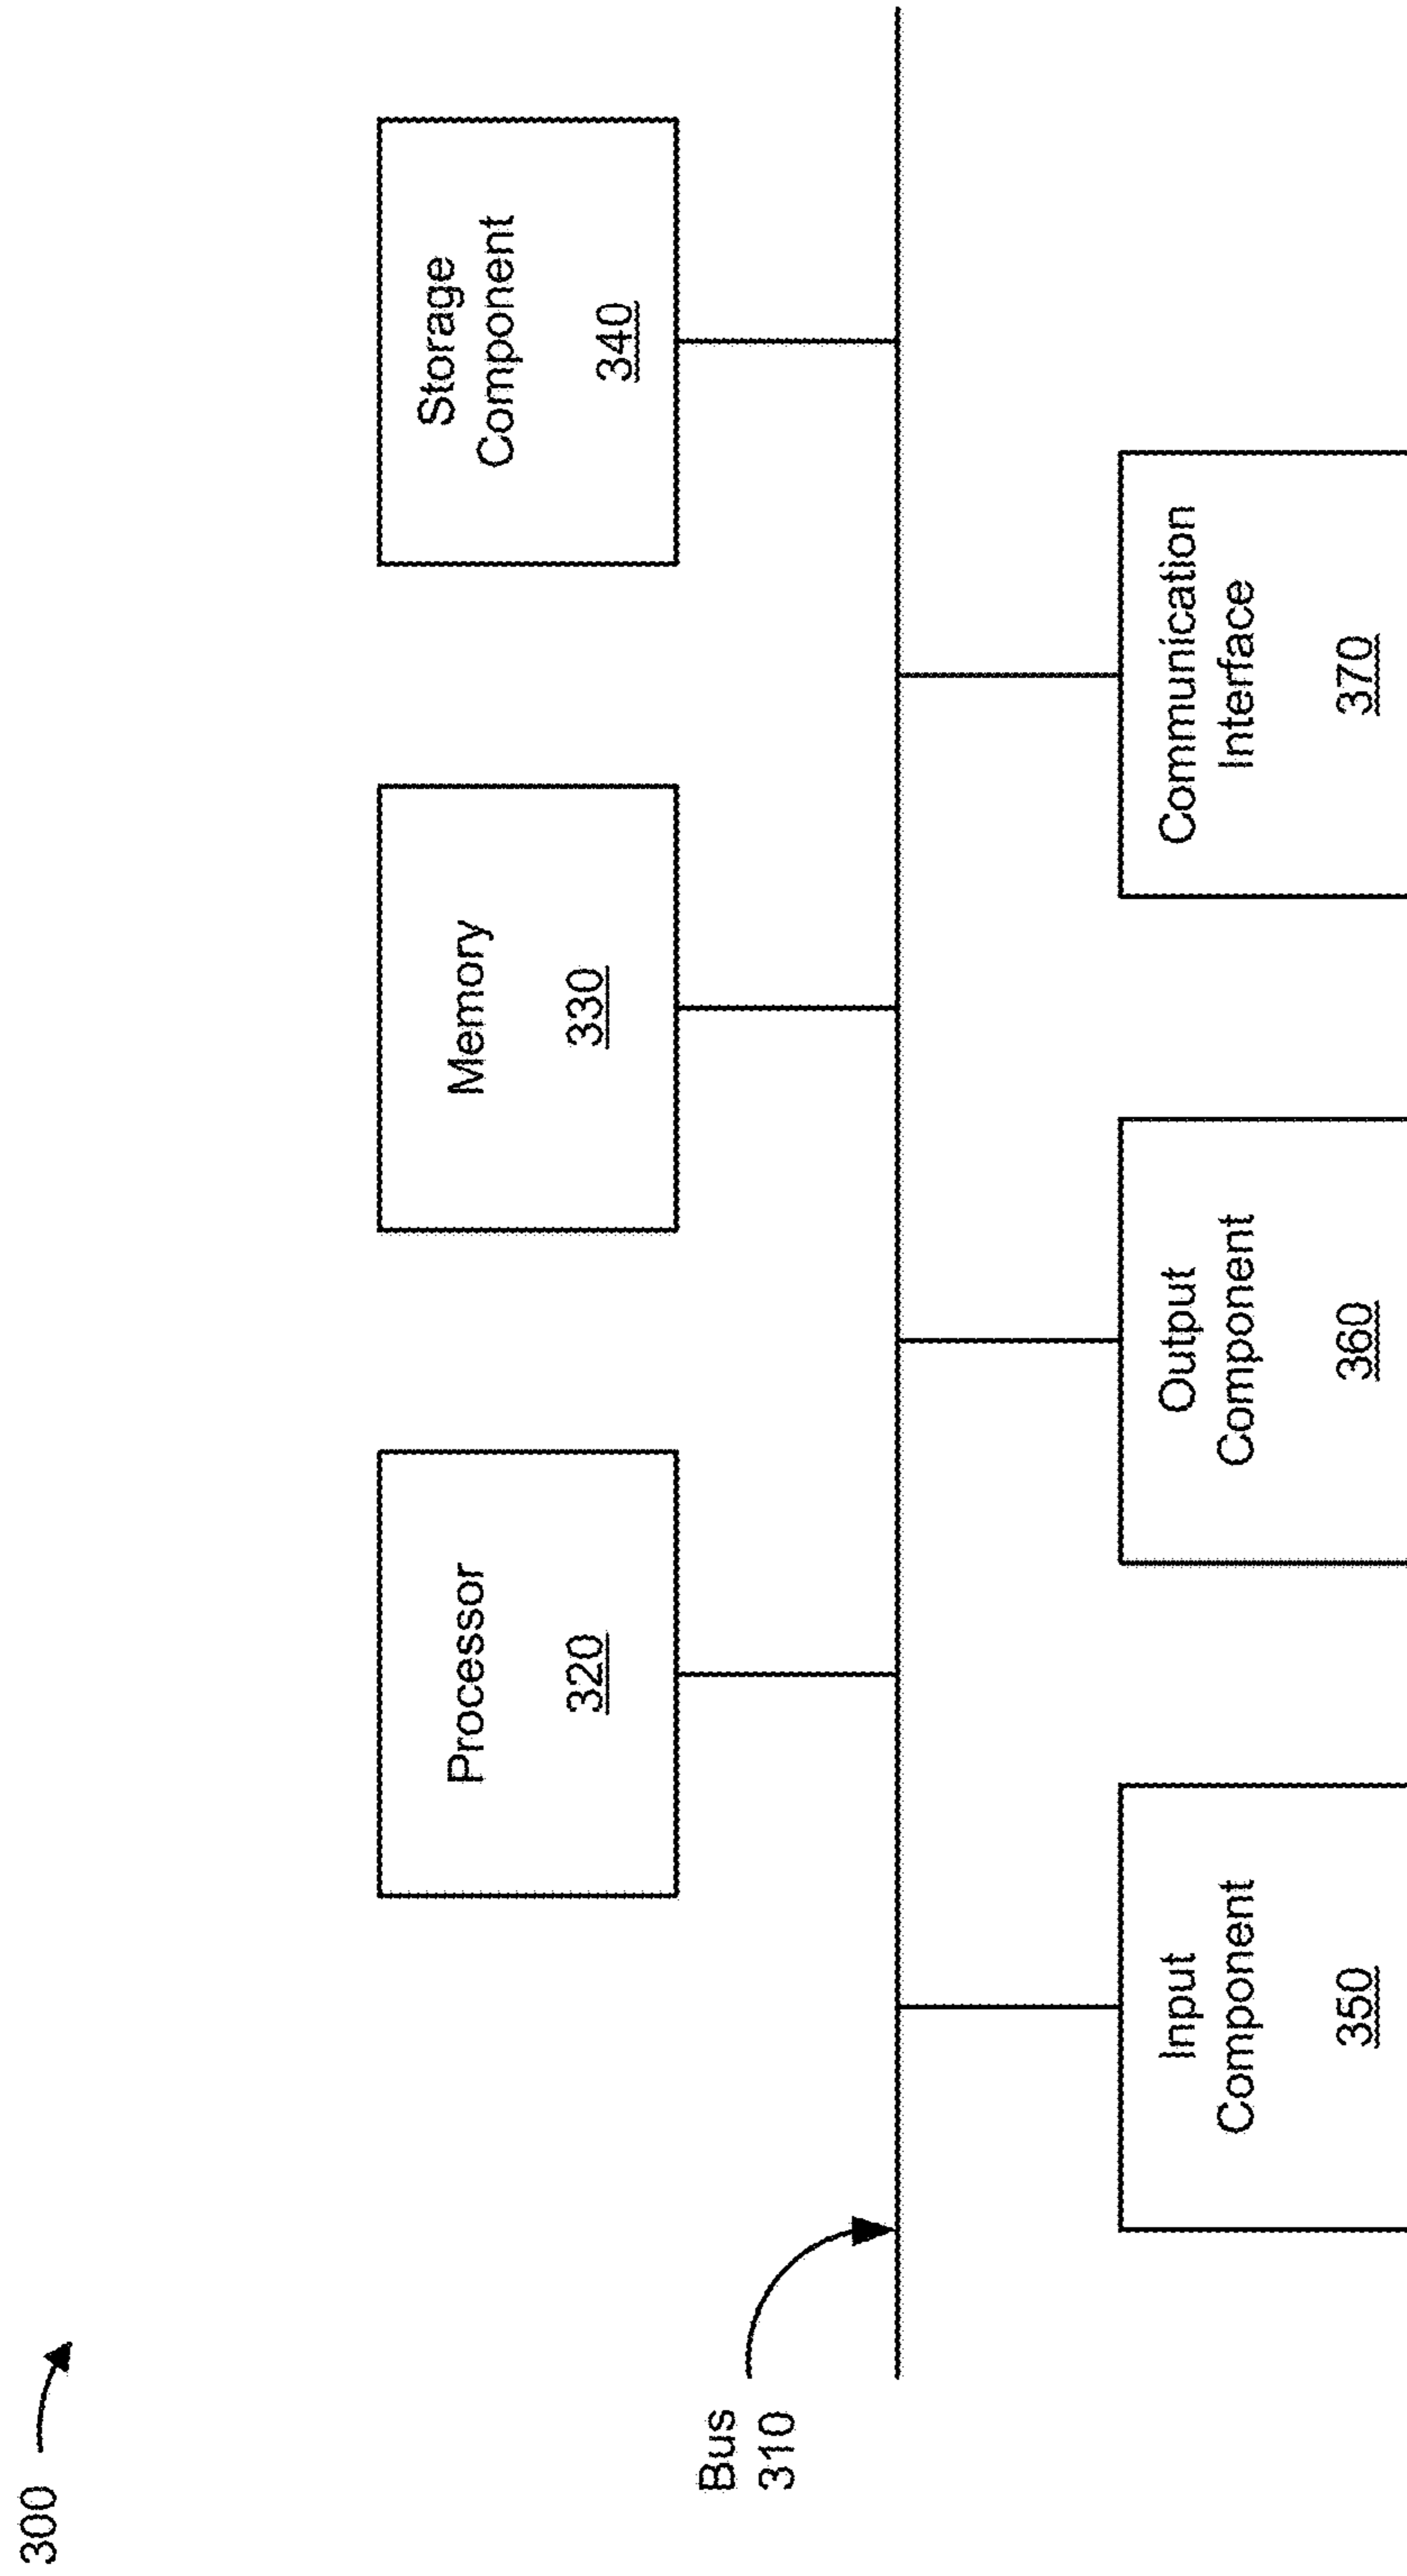 300
Bus
310
Processor
320
Memory
330
Storage
Component
340
Input
Component
350
Output
Component
360
Communication
Interface
370